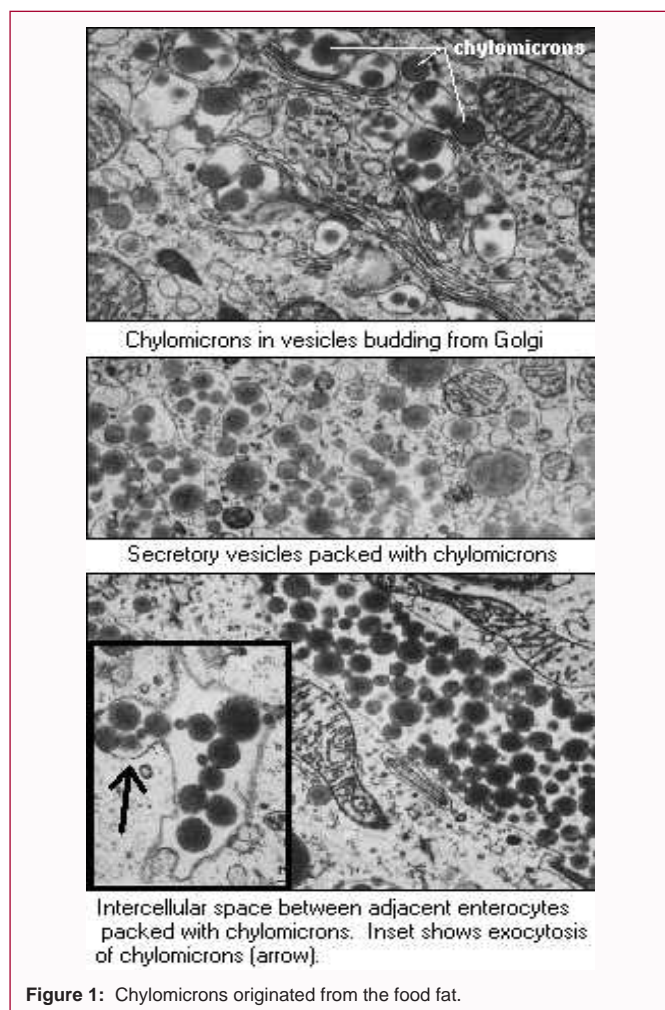 chylomicrons
Chylomicrons in vesicles budding from Golgi
Secretory vesicles packed with chylomicrons
Intercellular space between adjacent enterocytes
packed with chylomicrons. Inset shows exocytosis
of chylomicrons (arrow).
Figure 1: Chylomicrons originated from the food fat.